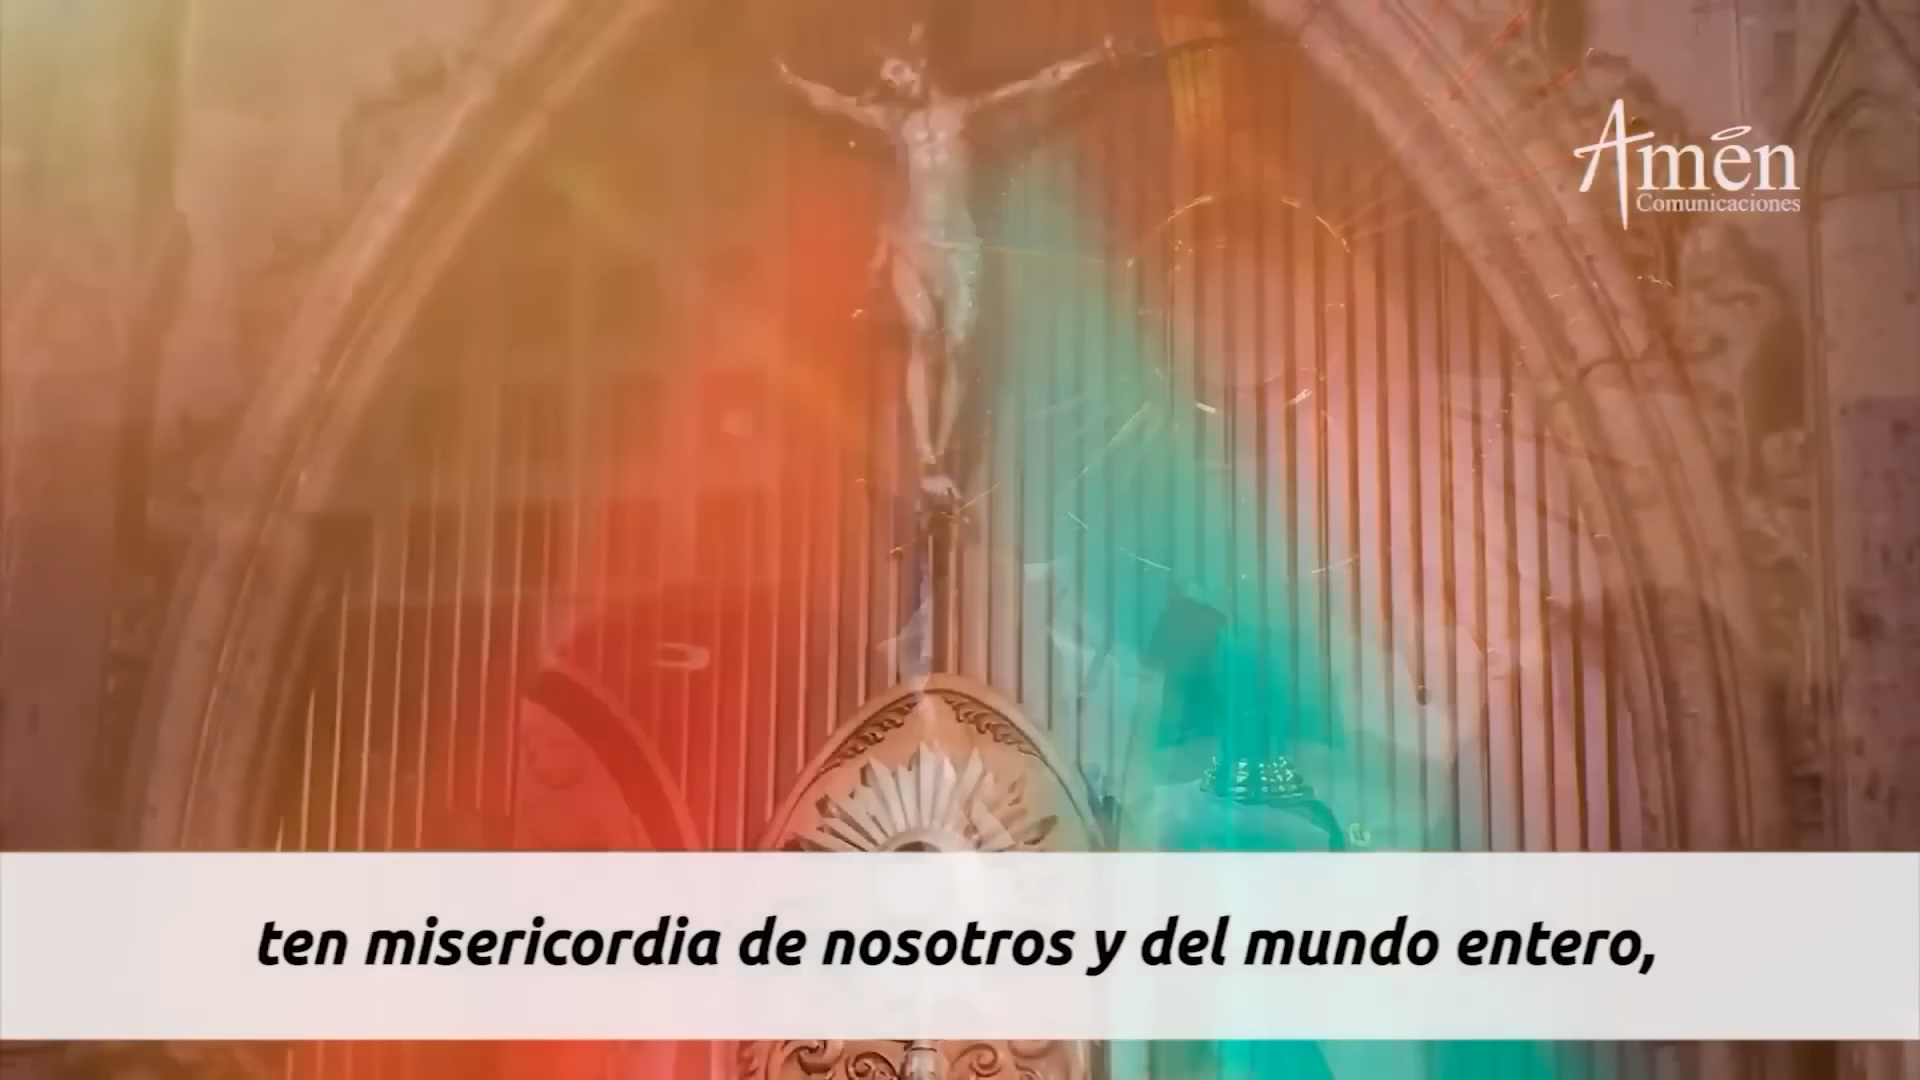 Amén
Comunicaciones
ten misericordia de nosotros y del mundo entero,